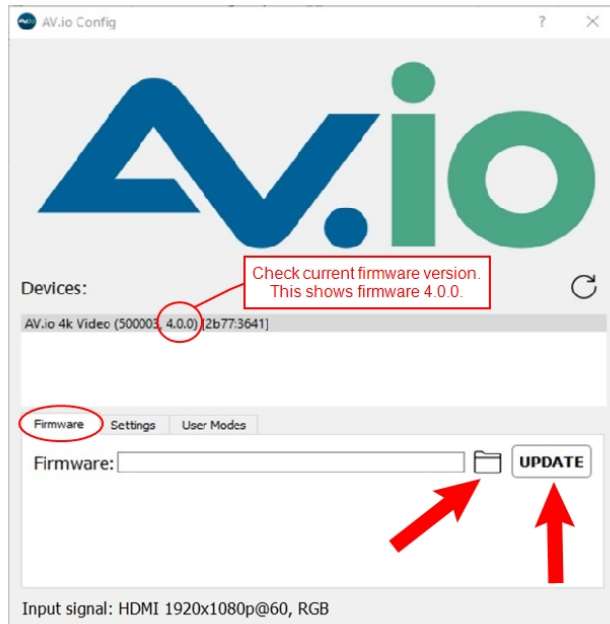 AV.io Config
?
AV.io
Check current firmware version.
This shows firmware 4.0.0.
Devices:
AV.io 4k Video (500003, 4.0.0) [2b77:3641]
Firmware
Settings
User Modes
Firmware:
UPDATE
Input signal: HDMI 1920x1080p@60, RGB